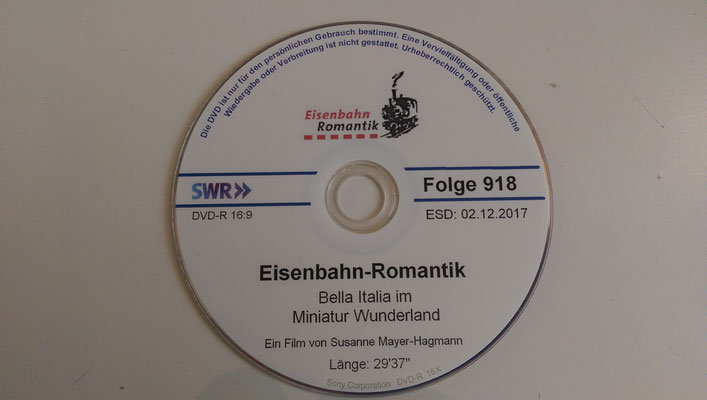 Die DVD ist nur für den persönlichen Gebrauch bestimmt. Eine Vervielfältigung oder öffentliche
Wiedergabe oder Verbreitung ist nicht gestattet. Urheberrechtlich geschützt.
Eisenbahn
Romantik
SWR
Folge 918
DVD-R 16:9
ESD: 02.12.2017
Eisenbahn-Romantik
Bella Italia im
Miniatur Wunderland
Ein Film von Susanne Mayer-Hagmann
Länge: 29'37"
Sony Corporation DVD-R 16X